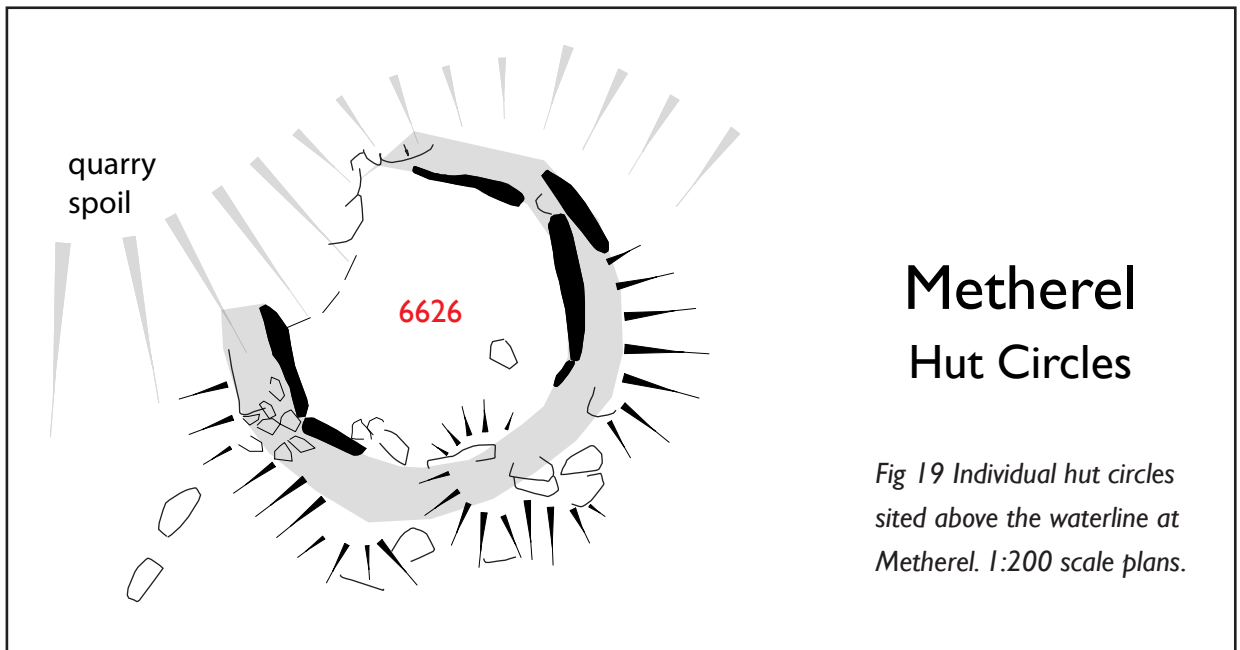 quarry
spoil
6626
Metherel
Hut Circles
Fig 19 Individual hut circles
sited above the waterline at
Metherel. 1:200 scale plans.